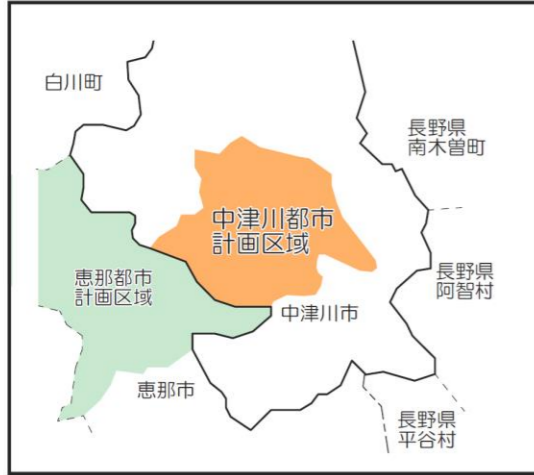 白川町
長野県
南木曽町
中津川都市
計画区域
恵那都市
計画区域
長野県
阿智村
中津川市
恵那市
長野県
平谷村